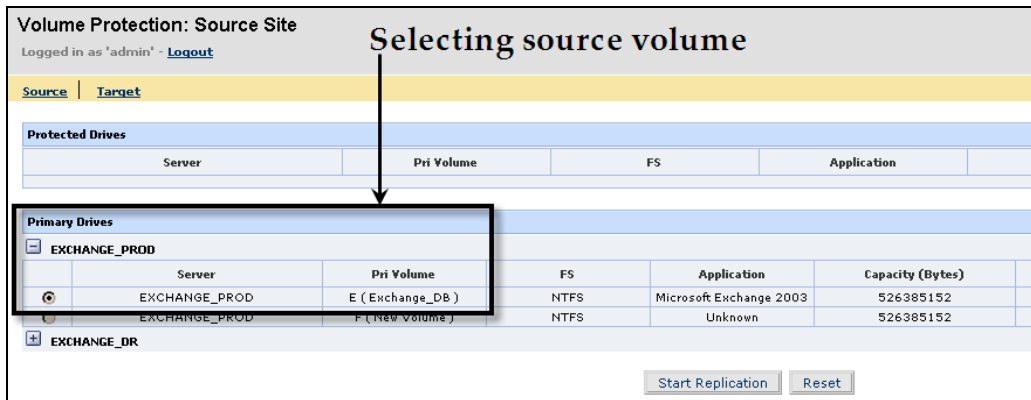 Volume Protection: Source Site
Selecting source volume
Logged in as 'admin' - Logout
Source | Target
Protected Drives
Server Pri Volume FS Application
Primary Drives
EXCHANGE_PROD
Server Pri Volume FS Application Capacity (Bytes)
EXCHANGE_PROD E ( Exchange_DB ) NTFS Microsoft Exchange 2003 526385152
EXCHANGE_PROD F ( New Volume ) NTFS Unknown 526385152
EXCHANGE_DR
Start Replication Reset